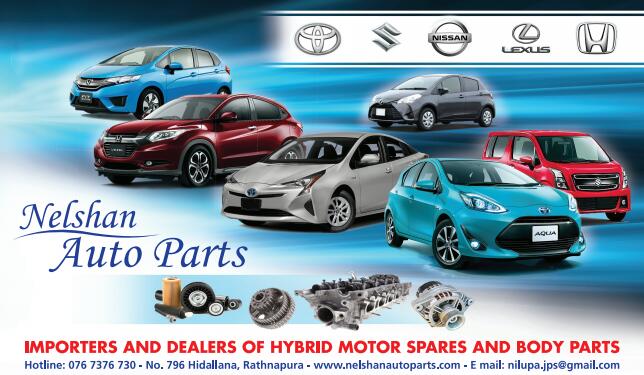 NISSAN
LEXUS
Nelshan
Auto Parts
AQUA
IMPORTERS AND DEALERS OF HYBRID MOTOR SPARES AND BODY PARTS
Hotline: 076 7376 730 - No. 796 Hidallana, Rathnapura - www.nelshanautoparts.com - E mail: nilupa.jps@gmail.com